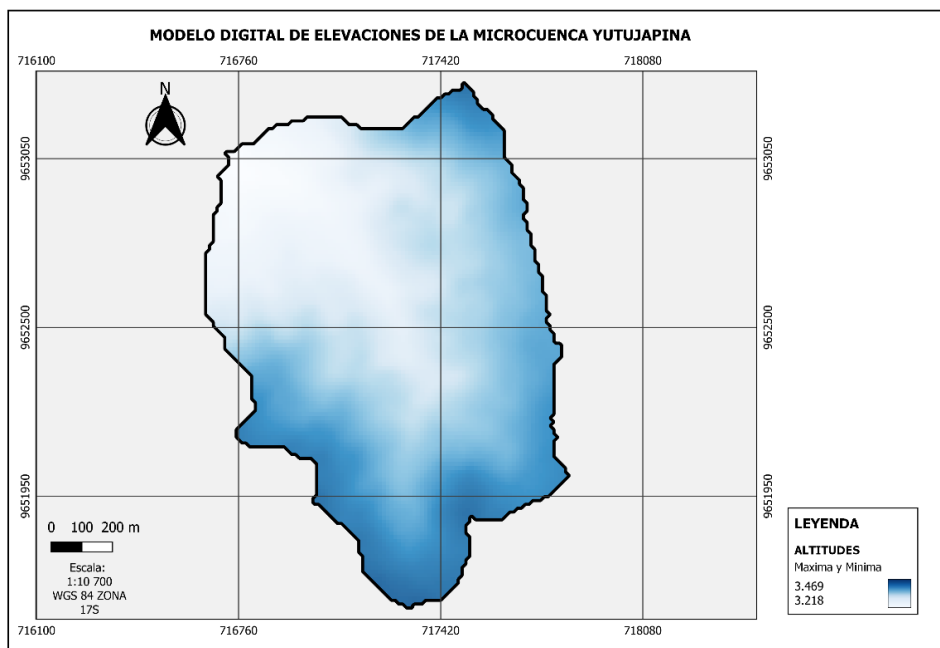 MODELO DIGITAL DE ELEVACIONES DE LA MICROCUENCA YUTUJAPINA
716100 716760 717420 718080
N
9653050 9653050
9652500 9652500
9651950 9651950
0 100 200 m
Escala:
1:10 700
WGS 84 ZONA
17S
LEYENDA
ALTITUDES
Maxima y Minima
3.469
3.218
716100 716760 717420 718080